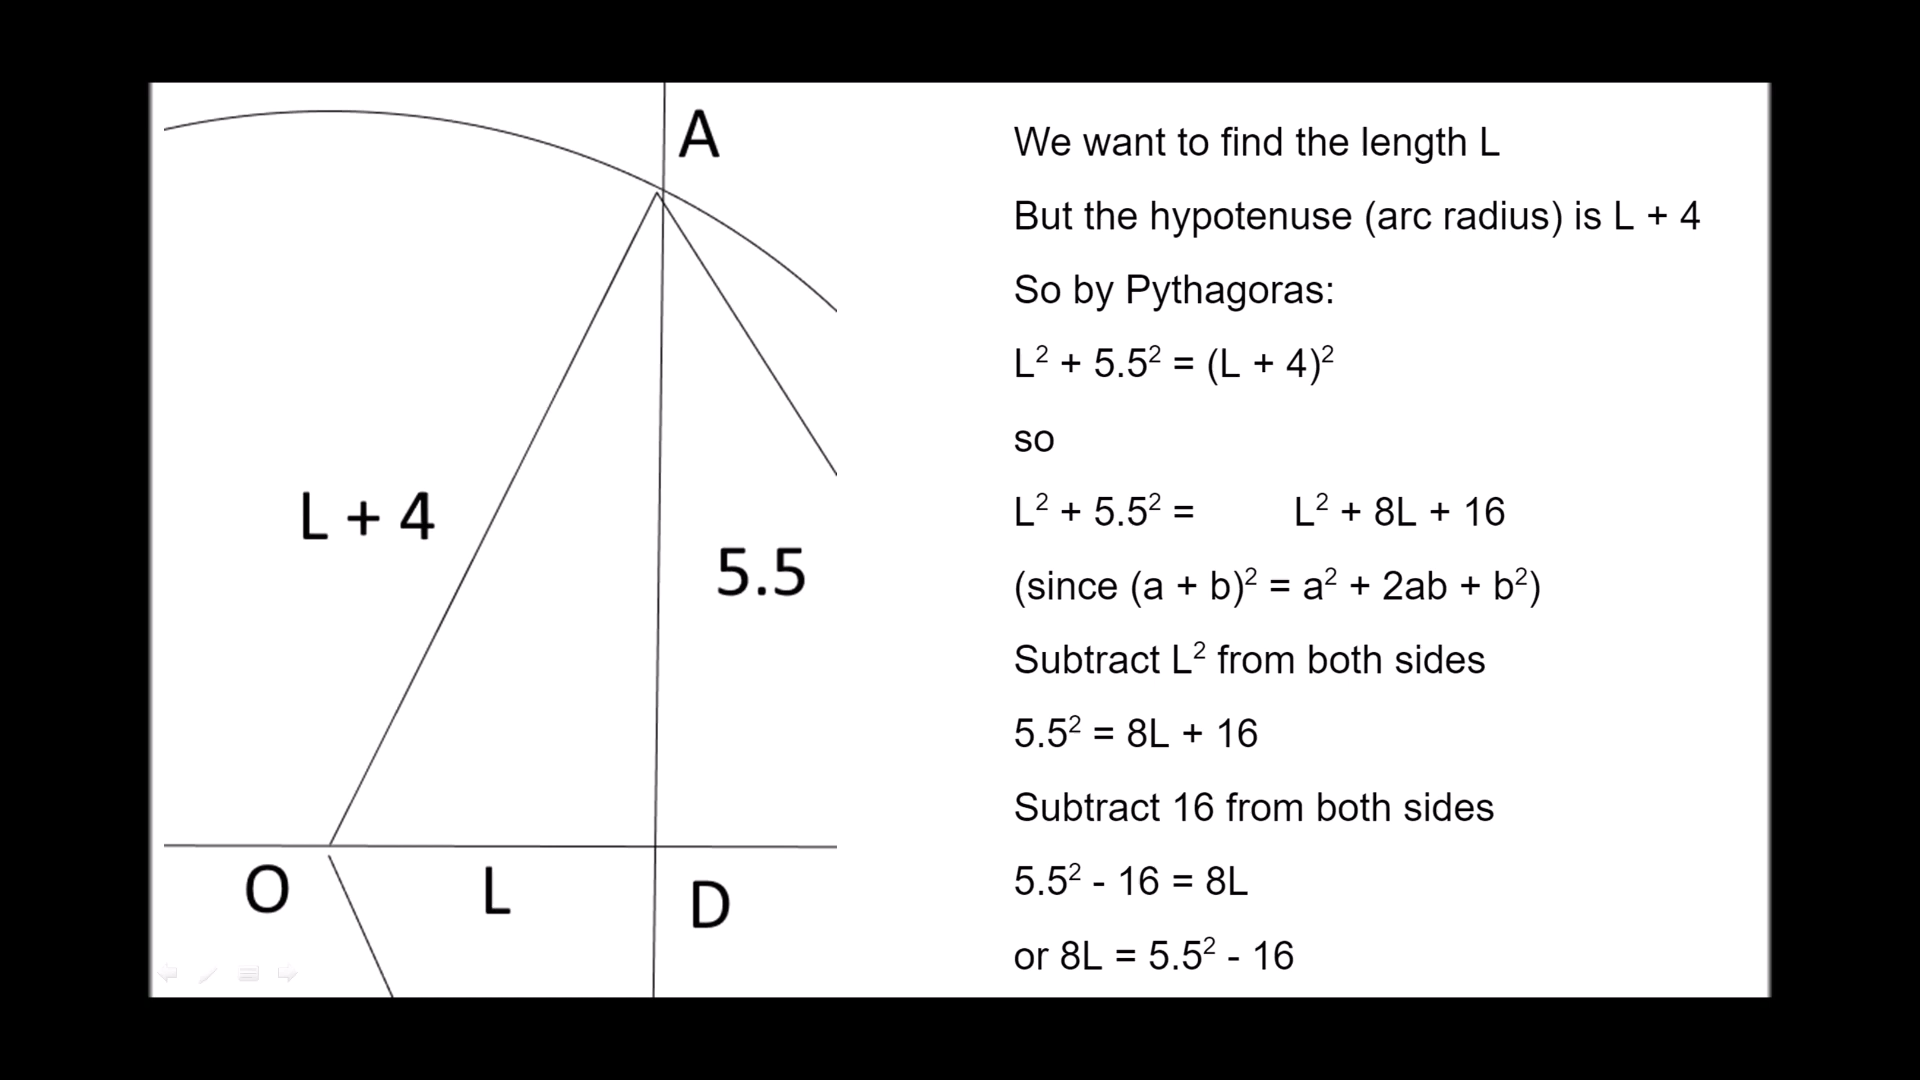 A
L + 4
5.5
O
L
D
We want to find the length L
But the hypotenuse (arc radius) is L + 4
So by Pythagoras:
L² + 5.5² = (L + 4)²
so
L² + 5.5² = L² + 8L + 16
(since (a + b)² = a² + 2ab + b²)
Subtract L² from both sides
5.5² = 8L + 16
Subtract 16 from both sides
5.5² - 16 = 8L
or 8L = 5.5² - 16